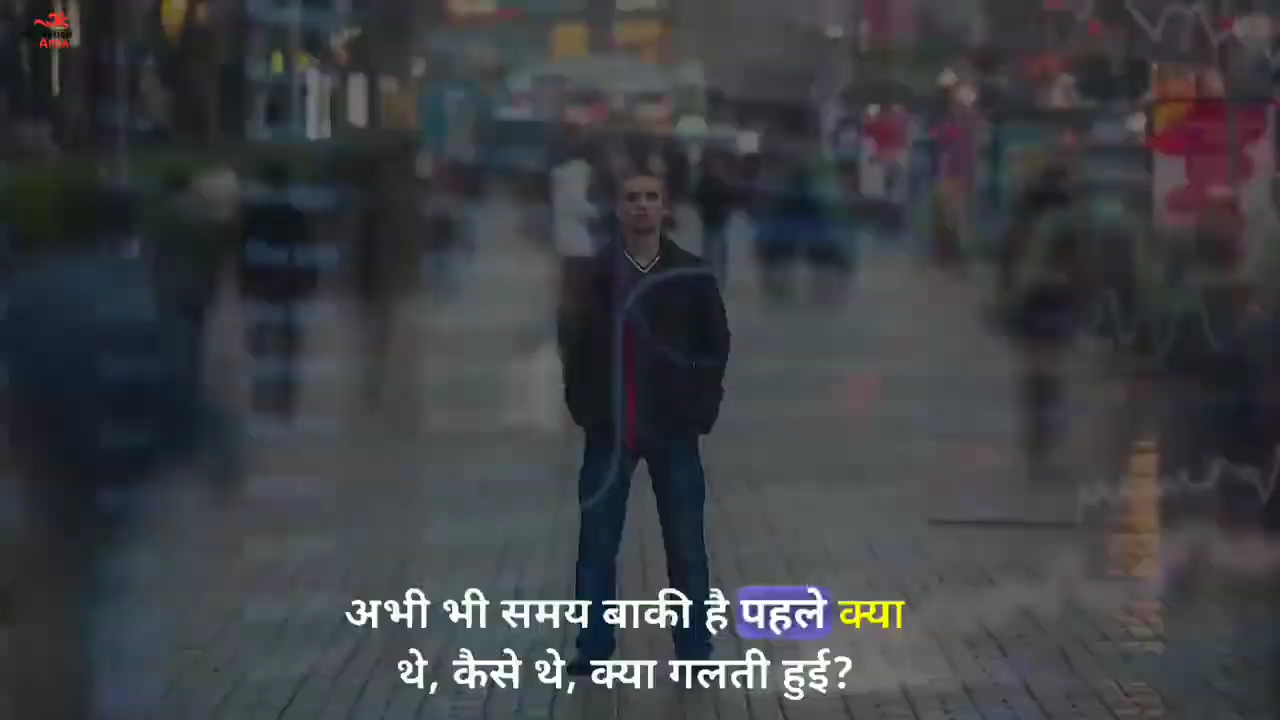 अभी भी समय बाकी है पहले क्या
थे, कैसे थे, क्या गलती हुई?